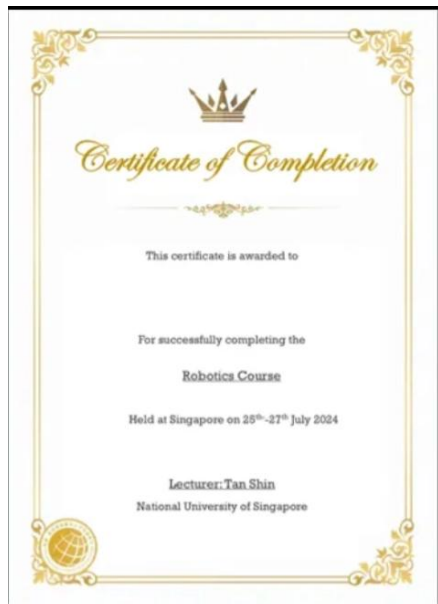 Certificate of Completion
This certificate is awarded to
For successfully completing the
Robotics Course
Held at Singapore on 25th-27th July 2024
Lecturer: Tan Shin
National University of Singapore